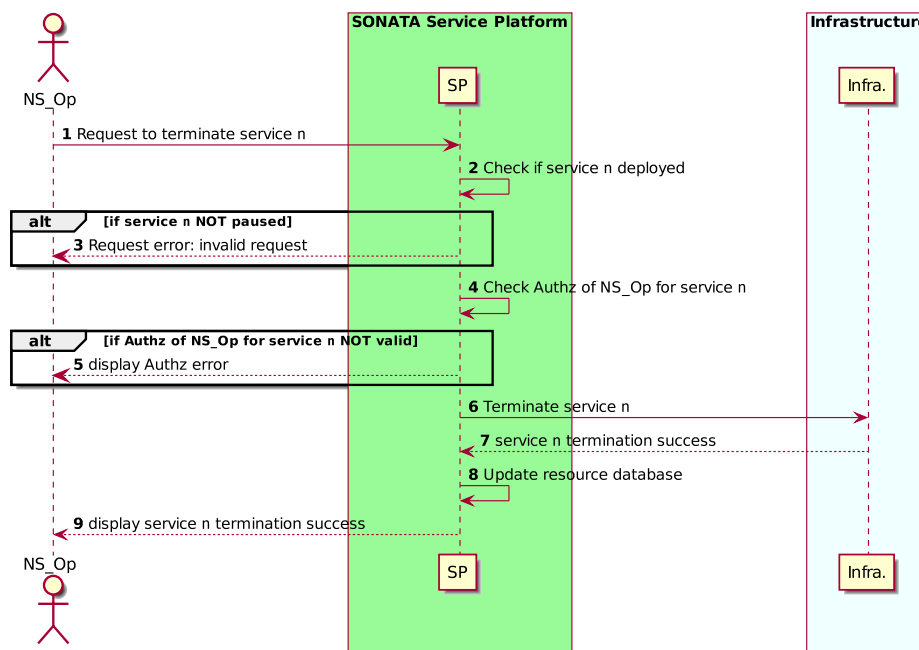 SONATA Service Platform
Infrastructure
NS_Op
SP
Infra.
1 Request to terminate service n
2 Check if service n deployed
alt [if service n NOT paused]
3 Request error: invalid request
4 Check Authz of NS_Op for service n
alt [if Authz of NS_Op for service n NOT valid]
5 display Authz error
6 Terminate service n
7 service n termination success
8 Update resource database
9 display service n termination success
NS_Op
SP
Infra.